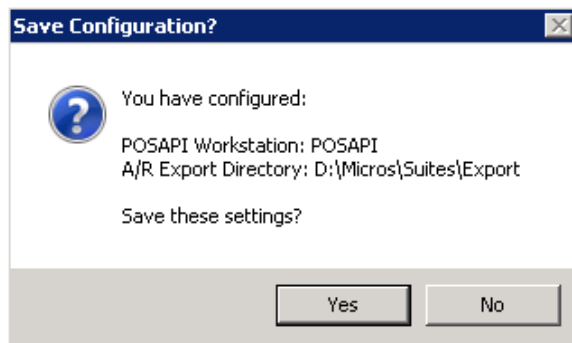 Save Configuration?
You have configured:
POSAPI Workstation: POSAPI
A/R Export Directory: D:\Micros\Suites\Export
Save these settings?
Yes
No